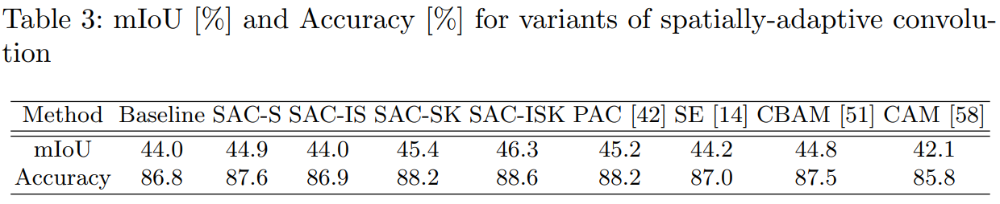 Table 3: mIoU [%] and Accuracy [%] for variants of spatially-adaptive convolu-
tion
Method Baseline SAC-S SAC-IS SAC-SK SAC-ISK PAC [42] SE [14] CBAM [51] CAM [58]
mIoU 44.0 44.9 44.0 45.4 46.3 45.2 44.2 44.8 42.1
Accuracy 86.8 87.6 86.9 88.2 88.6 88.2 87.0 87.5 85.8